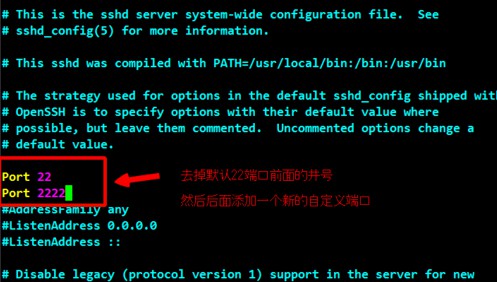 # This is the sshd server system-wide configuration file.  See
# sshd_config(5) for more information.
# This sshd was compiled with PATH=/usr/local/bin:/bin:/usr/bin
# The strategy used for options in the default sshd_config shipped with
# OpenSSH is to specify options with their default value where
# possible, but leave them commented.  Uncommented options change a
# default value.
Port 22
去掉默认22端口前面的井号
Port 2222
然后后面添加一个新的自定义端口
#AddressFamily any
#ListenAddress 0.0.0.0
#ListenAddress ::
# Disable legacy (protocol version 1) support in the server for new